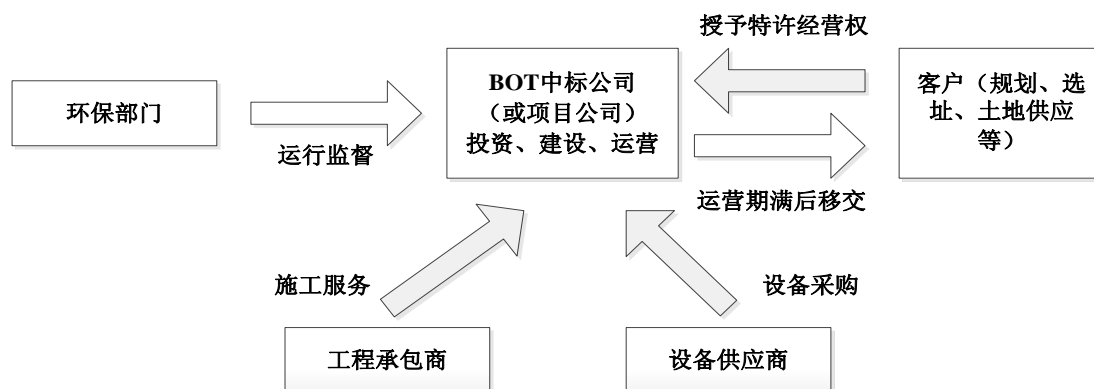 授予特许经营权
BOT中标公司
（或项目公司）
投资、建设、运营
客户（规划、选
址、土地供应
等）
环保部门
运行监督
运营期满后移交
施工服务
设备采购
工程承包商
设备供应商